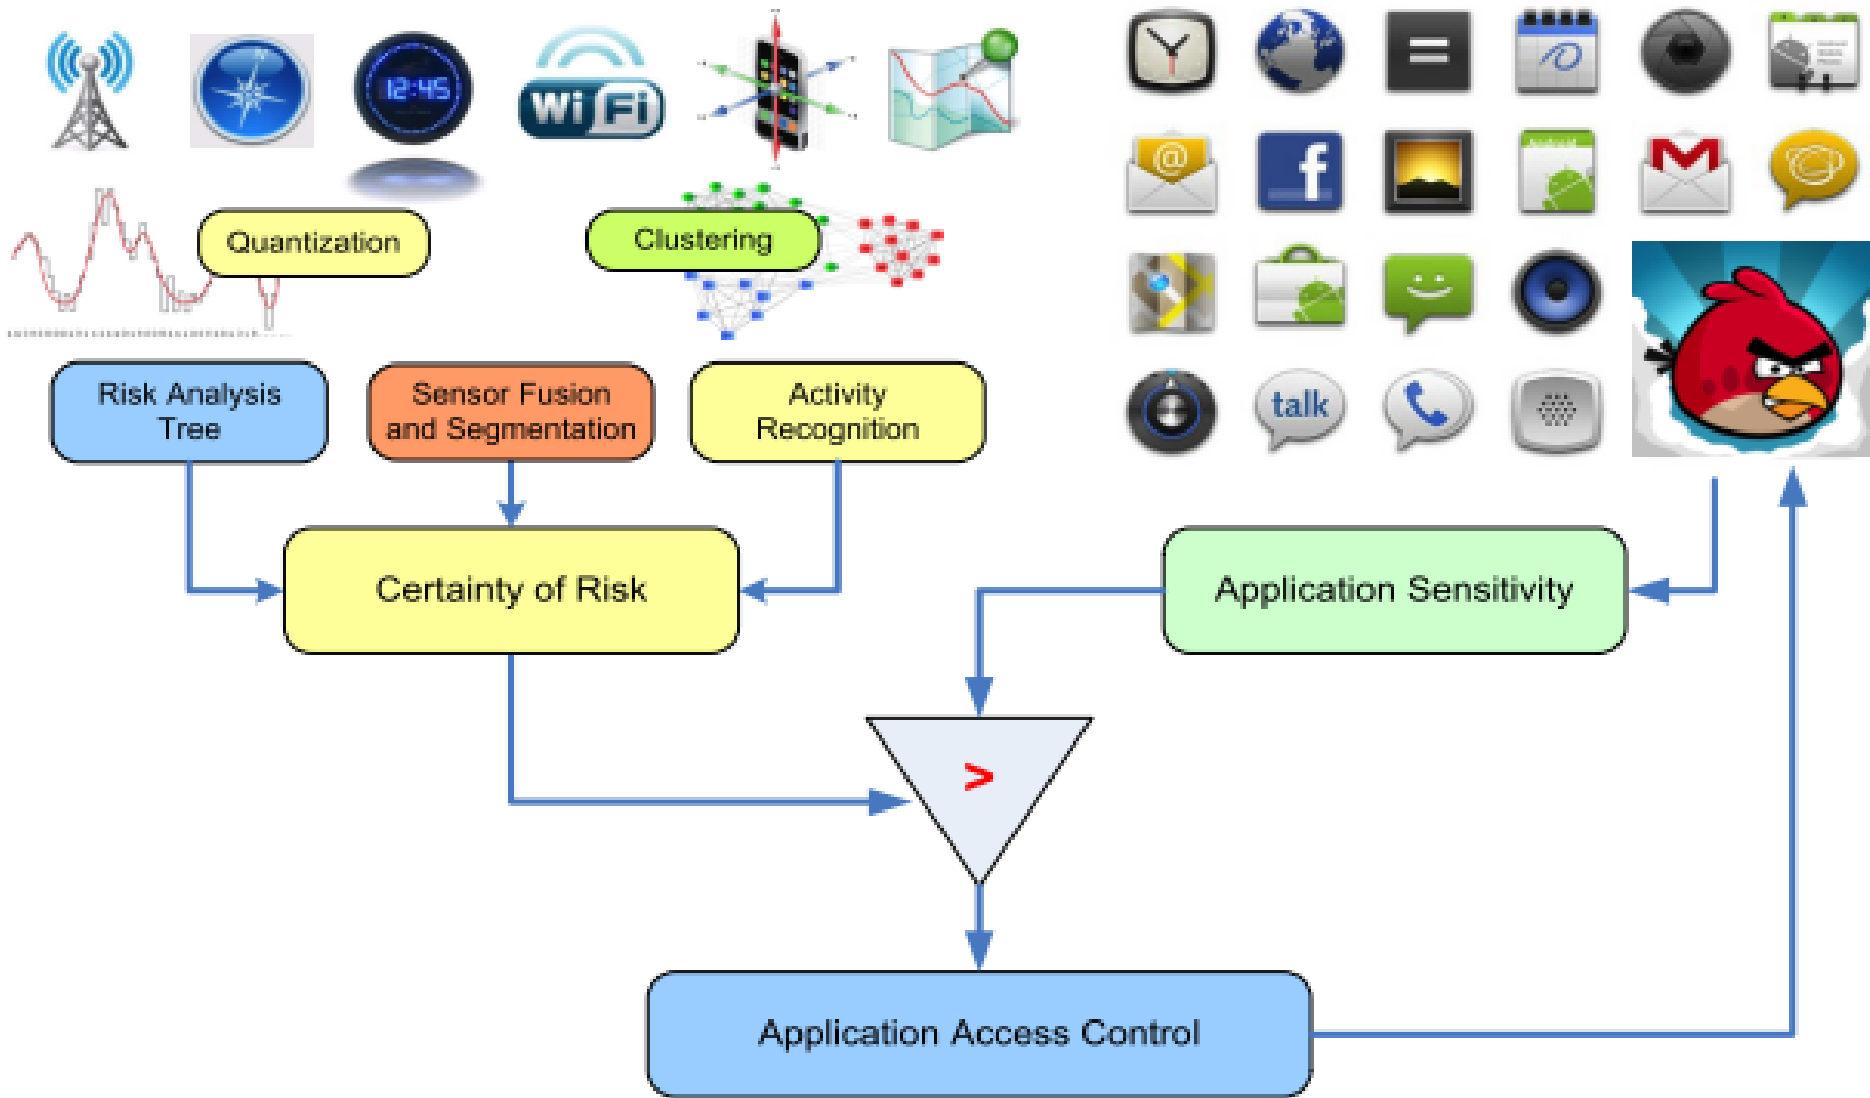 12:45
Wi Fi
=
@
f
Android
M
Quantization
Clustering
Risk Analysis
Tree
Sensor Fusion
and Segmentation
Activity
Recognition
talk
Certainty of Risk
Application Sensitivity
>
Application Access Control